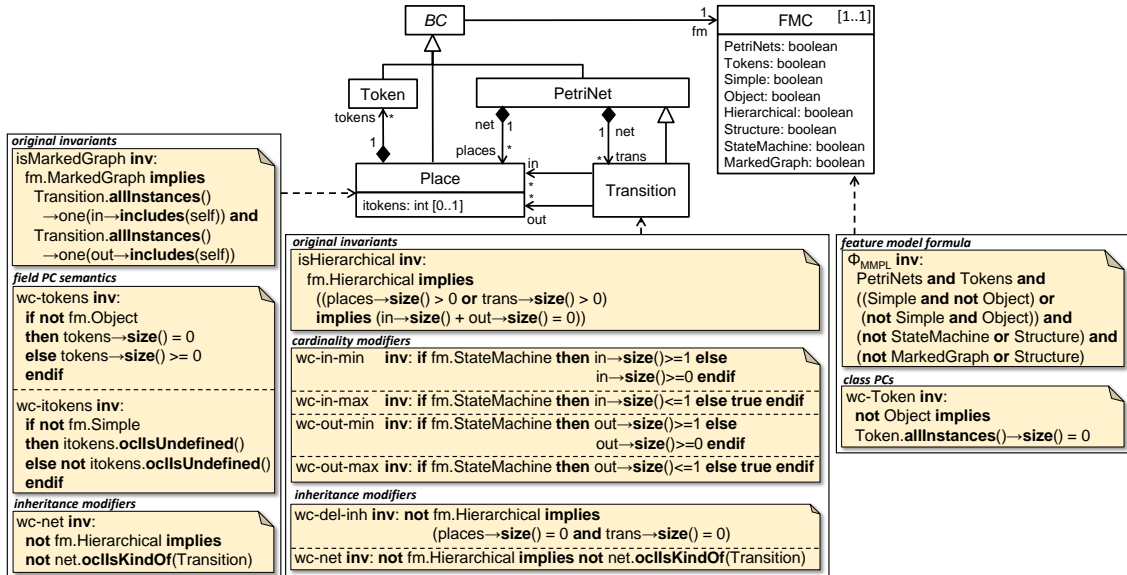 BC
1
fm
FMC [1..1]
PetriNets: boolean
Tokens: boolean
Simple: boolean
Object: boolean
Hierarchical: boolean
Structure: boolean
StateMachine: boolean
MarkedGraph: boolean
Token
PetriNet
tokens *
net 1
1 net
1
places *
* trans
in
*
Place
itokens: int [0..1]
Transition
*
out
original invariants
isMarkedGraph inv:
fm.MarkedGraph implies
Transition.allInstances()
→one(in→includes(self)) and
Transition.allInstances()
→one(out→includes(self))
field PC semantics
wc-tokens inv:
if not fm.Object
then tokens→size() = 0
else tokens→size() >= 0
endif
wc-itokens inv:
if not fm.Simple
then itokens.oclIsUndefined()
else not itokens.oclIsUndefined()
endif
inheritance modifiers
wc-net inv:
not fm.Hierarchical implies
not net.oclIsKindOf(Transition)
original invariants
isHierarchical inv:
fm.Hierarchical implies
((places→size() > 0 or trans→size() > 0)
implies (in→size() + out→size() = 0))
cardinality modifiers
wc-in-min inv: if fm.StateMachine then in→size()>=1 else
in→size()>=0 endif
wc-in-max inv: if fm.StateMachine then in→size()<=1 else true endif
wc-out-min inv: if fm.StateMachine then out→size()>=1 else
out→size()>=0 endif
wc-out-max inv: if fm.StateMachine then out→size()<=1 else true endif
inheritance modifiers
wc-del-inh inv: not fm.Hierarchical implies
(places→size() = 0 and trans→size() = 0)
wc-net inv: not fm.Hierarchical implies not net.oclIsKindOf(Transition)
feature model formula
Φ_MMPL inv:
PetriNets and Tokens and
((Simple and not Object) or
(not Simple and Object)) and
(not StateMachine or Structure) and
(not MarkedGraph or Structure)
class PCs
wc-Token inv:
not Object implies
Token.allInstances()→size() = 0